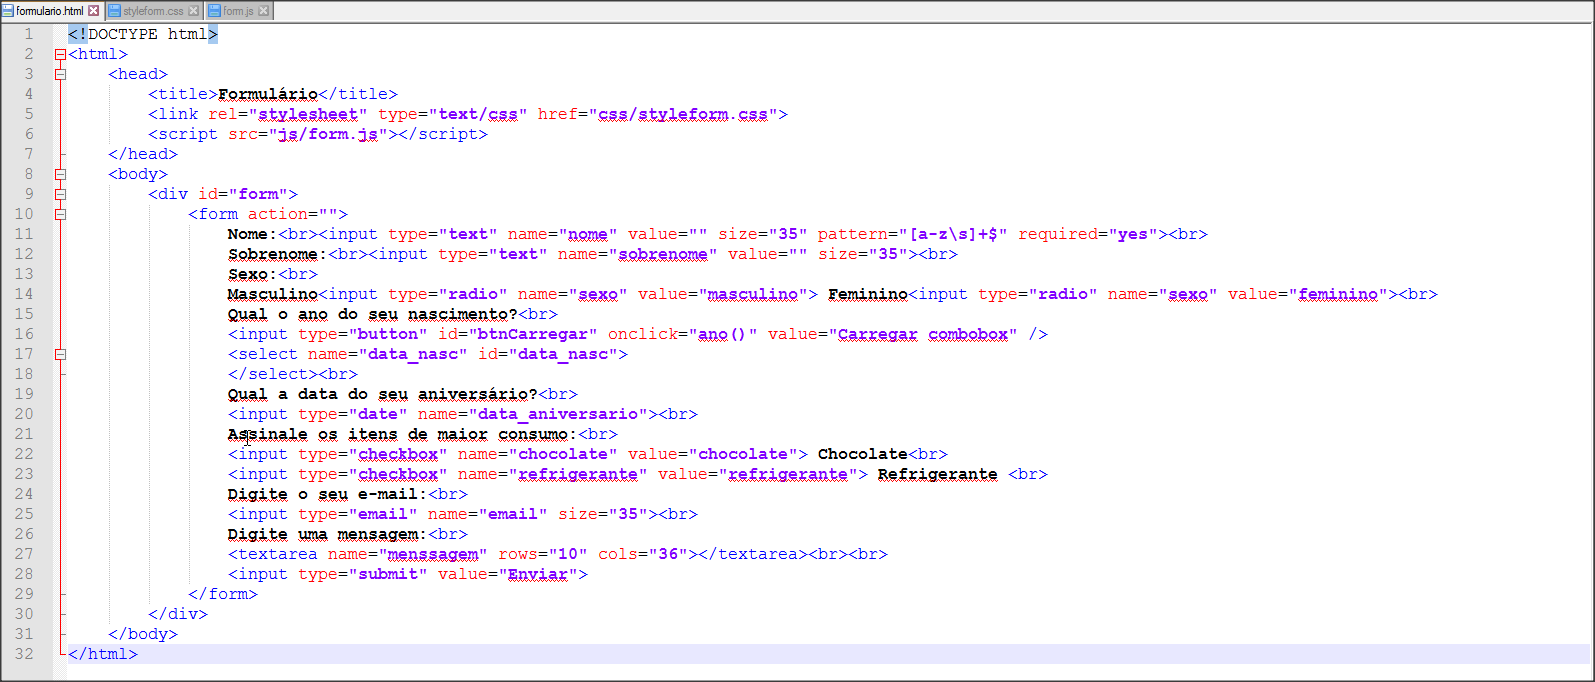 formulario.html styleform.css form.js
1 <!DOCTYPE html>
2 <html>
3 <head>
4 <title>Formulário</title>
5 <link rel="stylesheet" type="text/css" href="css/styleform.css">
6 <script src="js/form.js"></script>
7 </head>
8 <body>
9 <div id="form">
10 <form action="">
11 Nome:<br><input type="text" name="nome" value="" size="35" pattern="[a-z\s]+$" required="yes"><br>
12 Sobrenome:<br><input type="text" name="sobrenome" value="" size="35"><br>
13 Sexo:<br>
14 Masculino<input type="radio" name="sexo" value="masculino"> Feminino<input type="radio" name="sexo" value="feminino"><br>
15 Qual o ano do seu nascimento?<br>
16 <input type="button" id="btnCarregar" onclick="ano()" value="Carregar combobox" />
17 <select name="data_nasc" id="data_nasc">
18 </select><br>
19 Qual a data do seu aniversário?<br>
20 <input type="date" name="data_aniversario"><br>
21 Assinale os itens de maior consumo:<br>
22 <input type="checkbox" name="chocolate" value="chocolate"> Chocolate<br>
23 <input type="checkbox" name="refrigerante" value="refrigerante"> Refrigerante <br>
24 Digite o seu e-mail:<br>
25 <input type="email" name="email" size="35"><br>
26 Digite uma mensagem:<br>
27 <textarea name="menssagem" rows="10" cols="36"></textarea><br><br>
28 <input type="submit" value="Enviar">
29 </form>
30 </div>
31 </body>
32 </html>